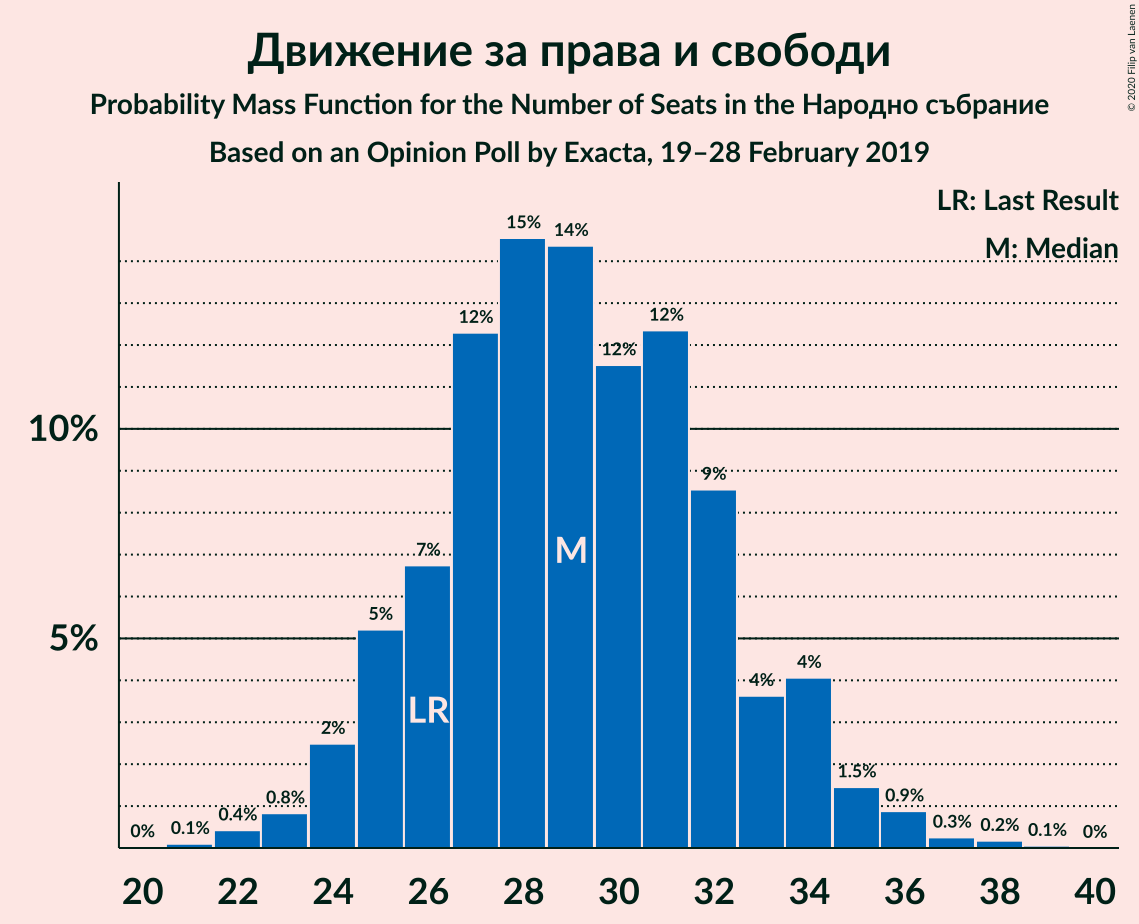 Движение за права и свободи
Probability Mass Function for the Number of Seats in the Народно събрание
Based on an Opinion Poll by Exacta, 19–28 February 2019
© 2020 Filip van Laenen
LR: Last Result
M: Median
10%
5%
0%
0.1%
0.4%
0.8%
2%
5%
7%
12%
15%
14%
12%
12%
9%
4%
4%
1.5%
0.9%
0.3%
0.2%
0.1%
0%
LR
M
20 22 24 26 28 30 32 34 36 38 40